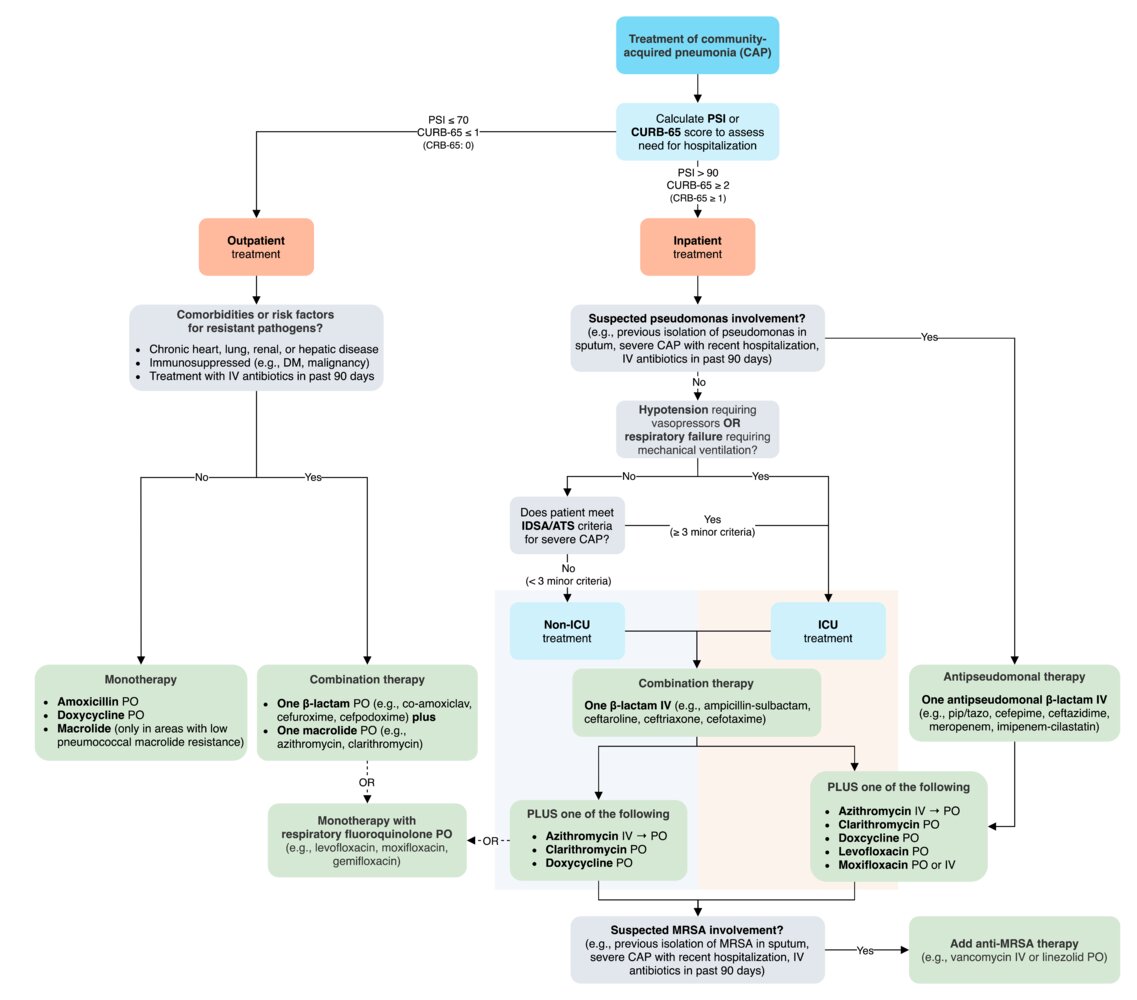 Treatment of community-
acquired pneumonia (CAP)
Calculate PSI or
CURB-65 score to assess
need for hospitalization
PSI ≤ 70
CURB-65 ≤ 1
(CRB-65: 0)
PSI > 90
CURB-65 ≥ 2
(CRB-65 ≥ 1)
Outpatient
treatment
Inpatient
treatment
Comorbidities or risk factors
for resistant pathogens?
• Chronic heart, lung, renal, or hepatic disease
• Immunosuppressed (e.g., DM, malignancy)
• Treatment with IV antibiotics in past 90 days
Suspected pseudomonas involvement?
(e.g., previous isolation of pseudomonas in
sputum, severe CAP with recent hospitalization,
IV antibiotics in past 90 days)
Yes
No
Hypotension requiring
vasopressors OR
respiratory failure requiring
mechanical ventilation?
No
Yes
No
Yes
Does patient meet
IDSA/ATS criteria
for severe CAP?
Yes
(≥ 3 minor criteria)
No
(< 3 minor criteria)
Non-ICU
treatment
ICU
treatment
Monotherapy
• Amoxicillin PO
• Doxycycline PO
• Macrolide (only in areas with low
pneumococcal macrolide resistance)
Combination therapy
• One β-lactam PO (e.g., co-amoxiclav,
cefuroxime, cefpodoxime) plus
• One macrolide PO (e.g.,
azithromycin, clarithromycin)
Combination therapy
One β-lactam IV (e.g., ampicillin-sulbactam,
ceftaroline, ceftriaxone, cefotaxime)
Antipseudomonal therapy
One antipseudomonal β-lactam IV
(e.g., pip/tazo, cefepime, ceftazidime,
meropenem, imipenem-cilastatin)
OR
Monotherapy with
respiratory fluoroquinolone PO
(e.g., levofloxacin, moxifloxacin,
gemifloxacin)
OR
PLUS one of the following
• Azithromycin IV → PO
• Clarithromycin PO
• Doxycycline PO
PLUS one of the following
• Azithromycin IV → PO
• Clarithromycin PO
• Doxcycline PO
• Levofloxacin PO
• Moxifloxacin PO or IV
Suspected MRSA involvement?
(e.g., previous isolation of MRSA in sputum,
severe CAP with recent hospitalization, IV
antibiotics in past 90 days)
Yes
Add anti-MRSA therapy
(e.g., vancomycin IV or linezolid PO)